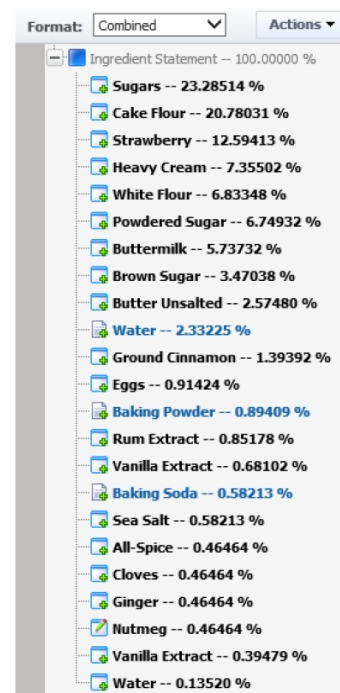 Format: Combined Actions
Ingredient Statement -- 100.00000 %
Sugars -- 23.28514 %
Cake Flour -- 20.78031 %
Strawberry -- 12.59413 %
Heavy Cream -- 7.35502 %
White Flour -- 6.83348 %
Powdered Sugar -- 6.74932 %
Buttermilk -- 5.73732 %
Brown Sugar -- 3.47038 %
Butter Unsalted -- 2.57480 %
Water -- 2.33225 %
Ground Cinnamon -- 1.39392 %
Eggs -- 0.91424 %
Baking Powder -- 0.89409 %
Rum Extract -- 0.85178 %
Vanilla Extract -- 0.68102 %
Baking Soda -- 0.58213 %
Sea Salt -- 0.58213 %
All-Spice -- 0.46464 %
Cloves -- 0.46464 %
Ginger -- 0.46464 %
Nutmeg -- 0.46464 %
Vanilla Extract -- 0.39479 %
Water -- 0.13520 %